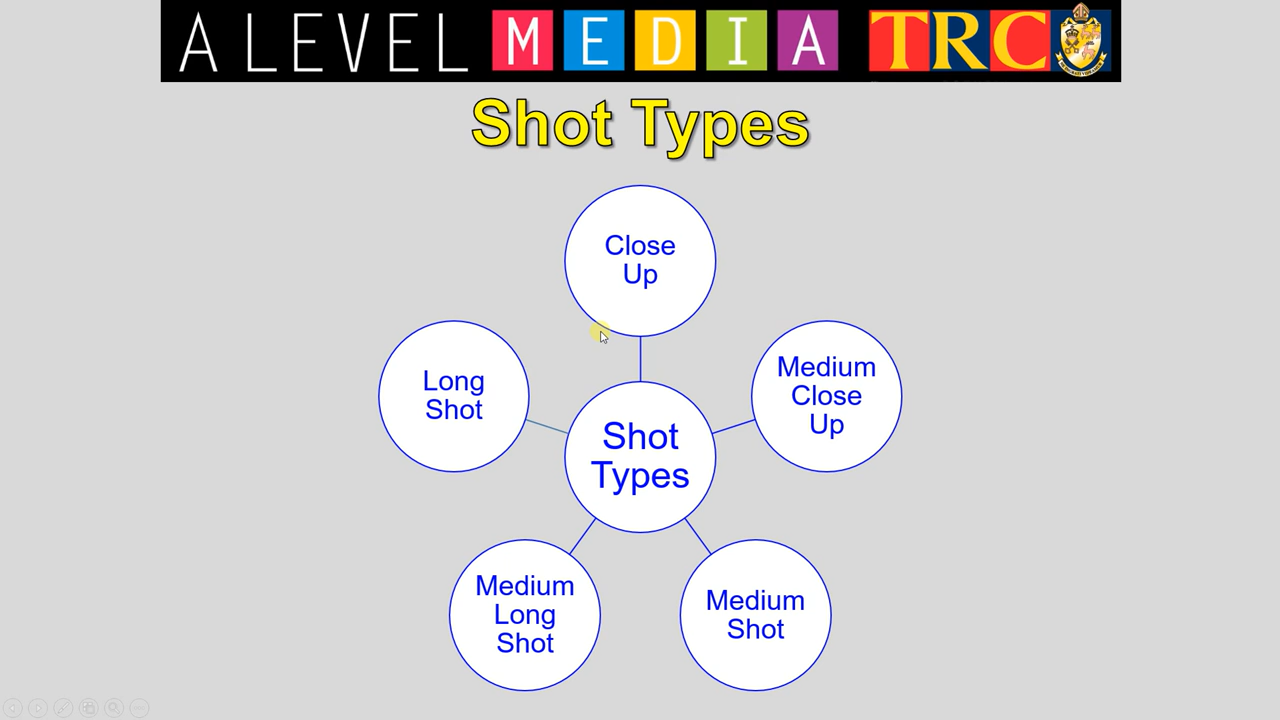 A LEVEL MEDIA TRC
Shot Types
Close
Up
Medium
Close
Up
Medium
Shot
Medium
Long
Shot
Long
Shot
Shot
Types